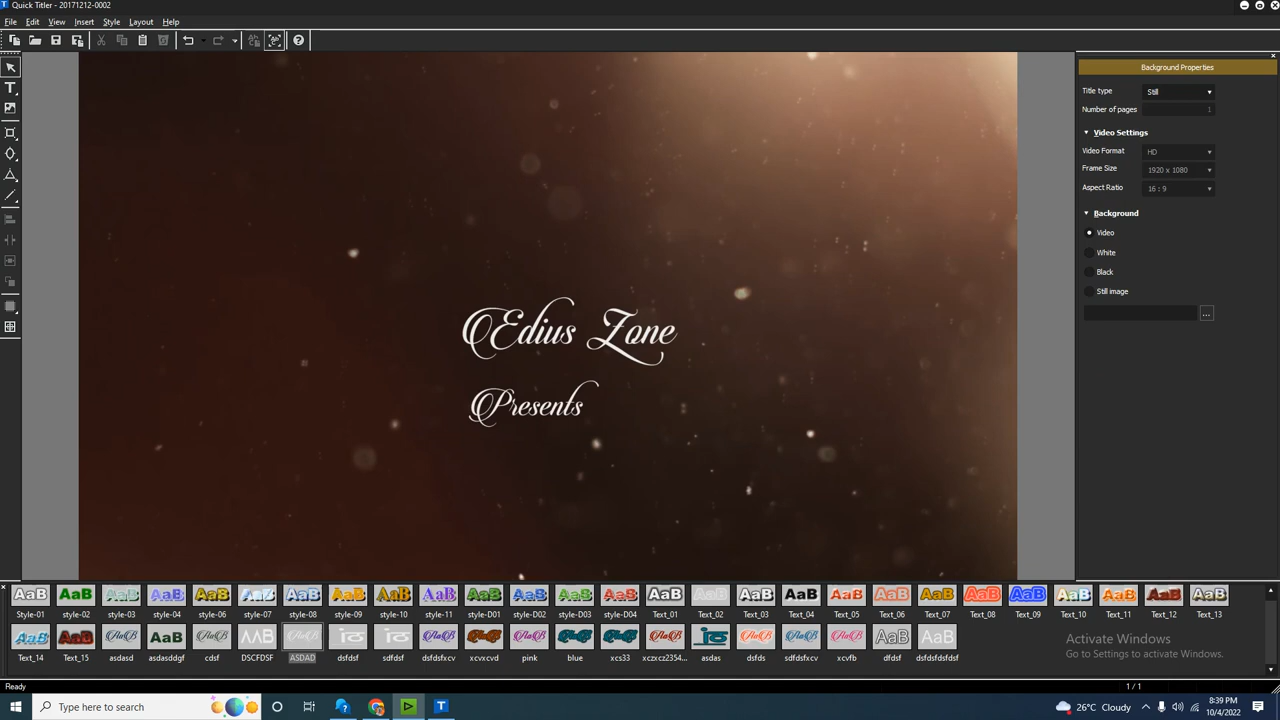 Quick Titler - 20171212-0002
File Edit View Insert Style Layout Help
Background Properties
Title type Still
Number of pages 1
Video Settings
Video Format HD
Frame Size 1920 x 1080
Aspect Ratio 16 : 9
Background
Video
White
Black
Still image
...
Edius Zone
Presents
Style-01 style-02 style-03 style-04 style-06 style-07 style-08 style-09 style-10 style-11 style-D01 style-D02 style-D03 style-D04 Text_01 Text_02 Text_03 Text_04 Text_05 Text_06 Text_07 Text_08 Text_09 Text_10 Text_11 Text_12 Text_13
Text_14 Text_15 asdasd asdasddgf cdsf DSCFDSF ASDAD dsfdsf sdfdsf dsfdsfxcv xcvxcvd pink blue xcs33 xczxcz2354... asdas dsfds sdfdsfxcv xcvfb dfdsf dsfdsfdsfdsf
Activate Windows
Go to Settings to activate Windows.
Ready
1 / 1
Type here to search
26°C Cloudy
8:39 PM
10/4/2022